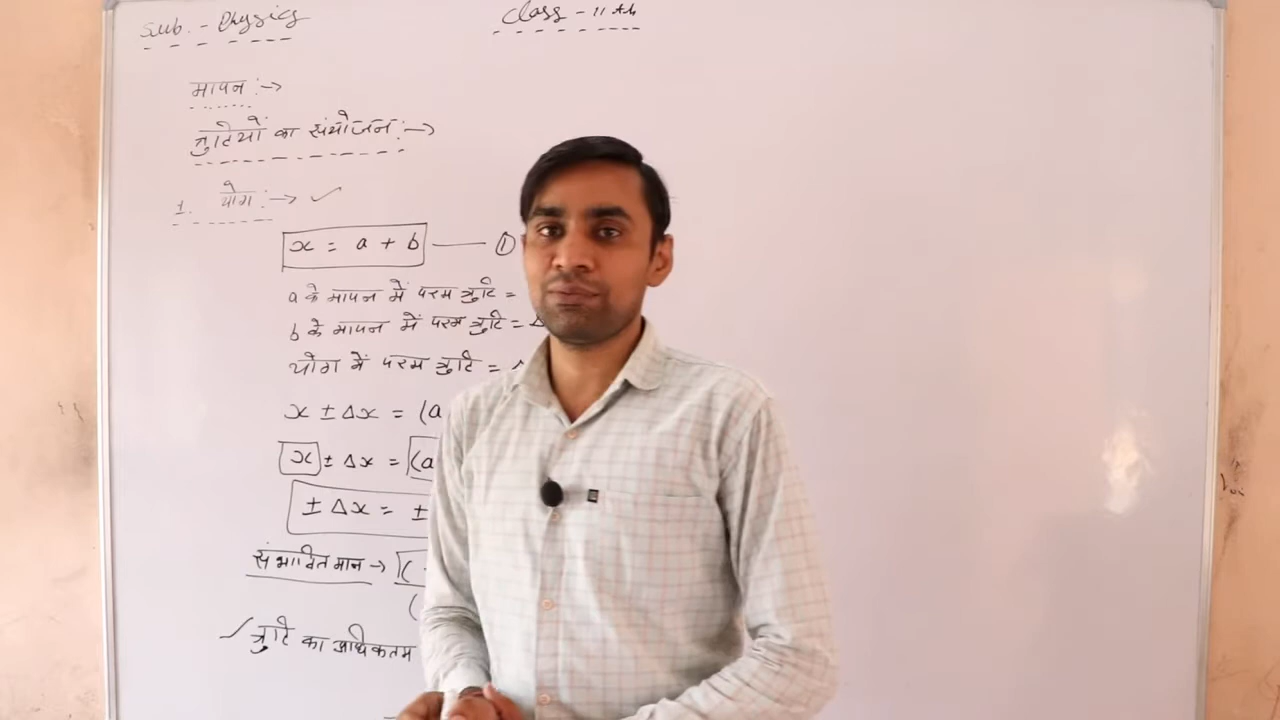 Sub. - Physics
Class - 11th
मापन :→
त्रुटियों का संयोजन :→
1. योग :→ ✓
x = a + b —— ①
a के मापन में परम त्रुटि =
b के मापन में परम त्रुटि = Δ
योग में परम त्रुटि =
x ± Δx = (a
x ± Δx = (a
± Δx = ±
संभावित मान → (
(
✓ त्रुटि का अधिकतम